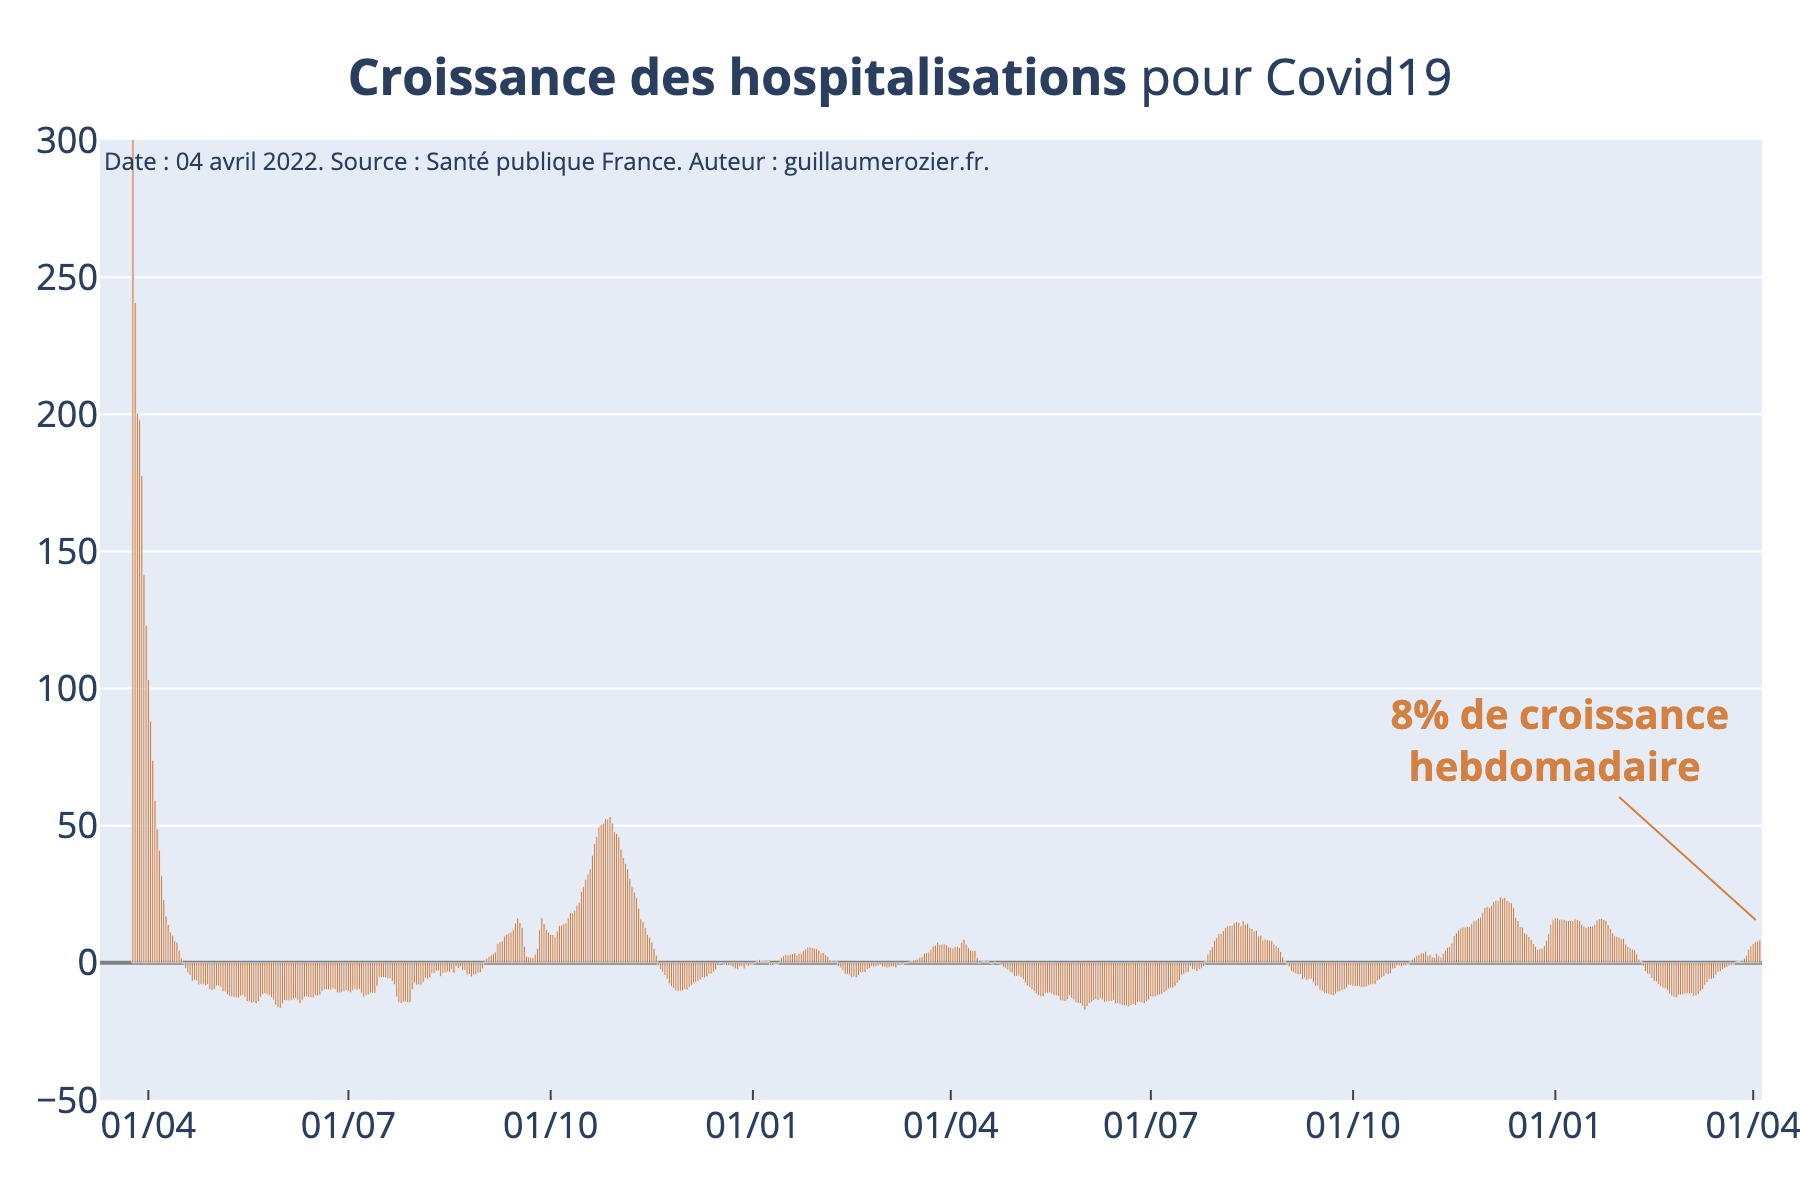 Croissance des hospitalisations pour Covid19
300
Date : 04 avril 2022. Source : Santé publique France. Auteur : guillaumerozier.fr.
250
200
150
100
8% de croissance
hebdomadaire
50
0
−50
01/04 01/07 01/10 01/01 01/04 01/07 01/10 01/01 01/04